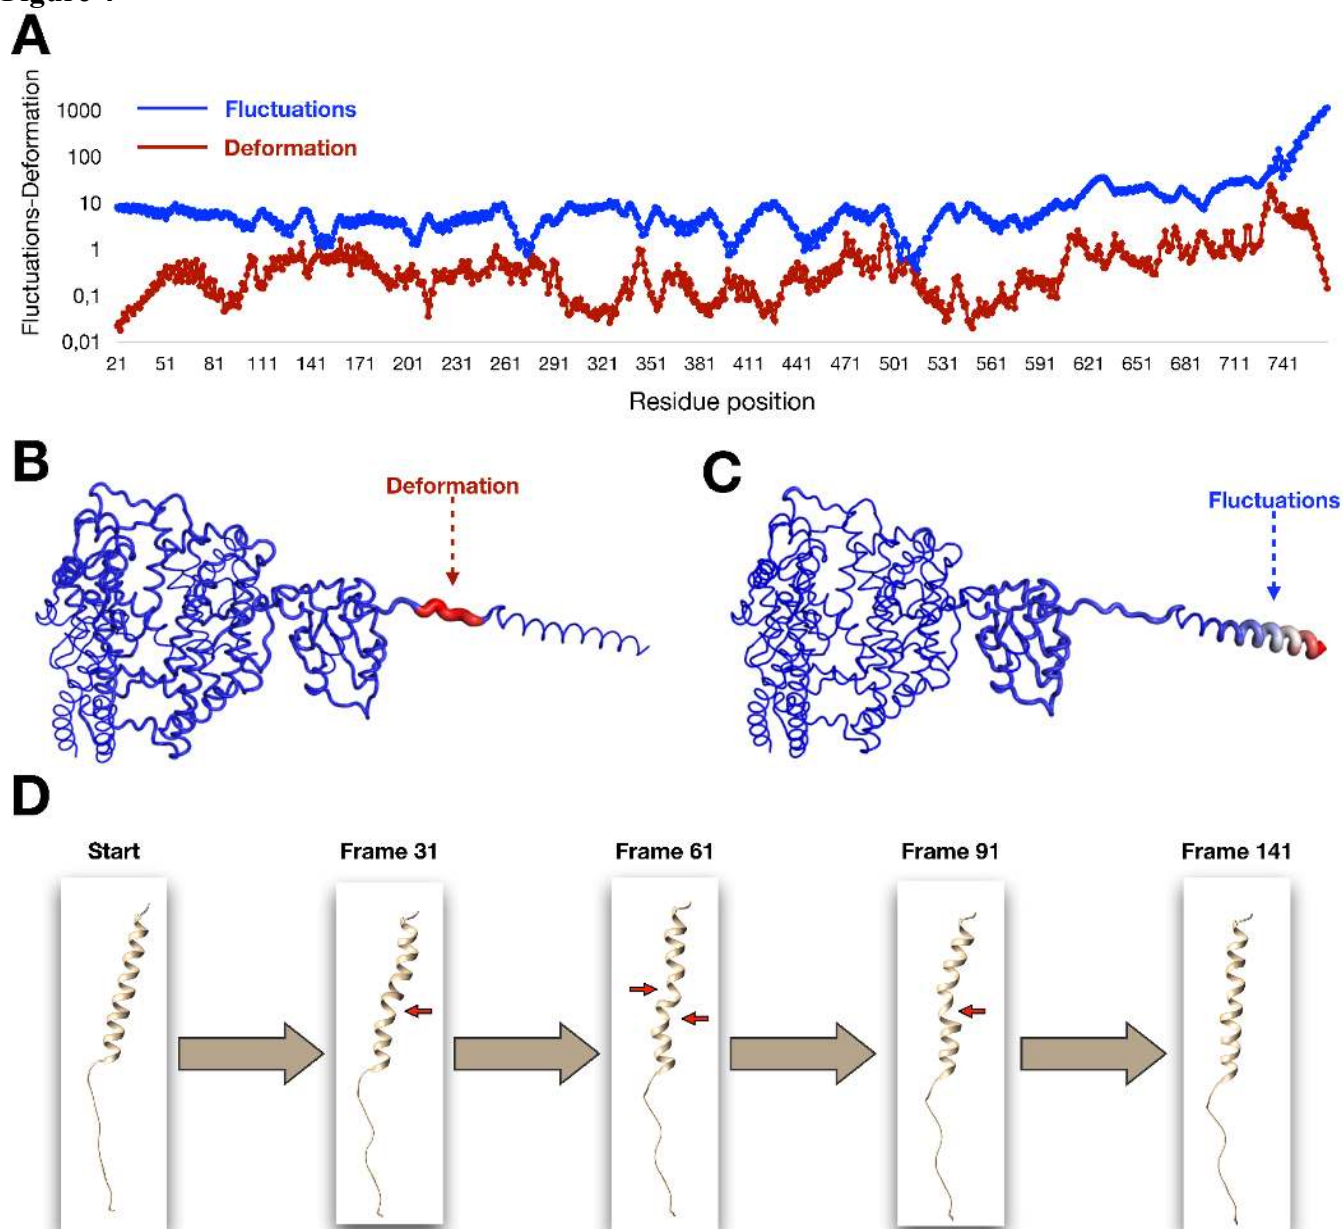 A
Fluctuations-Deformation
1000
100
10
1
0,1
0,01
Fluctuations
Deformation
21 51 81 111 141 171 201 231 261 291 321 351 381 411 441 471 501 531 561 591 621 651 681 711 741
Residue position
B
Deformation
C
Fluctuations
D
Start
Frame 31
Frame 61
Frame 91
Frame 141